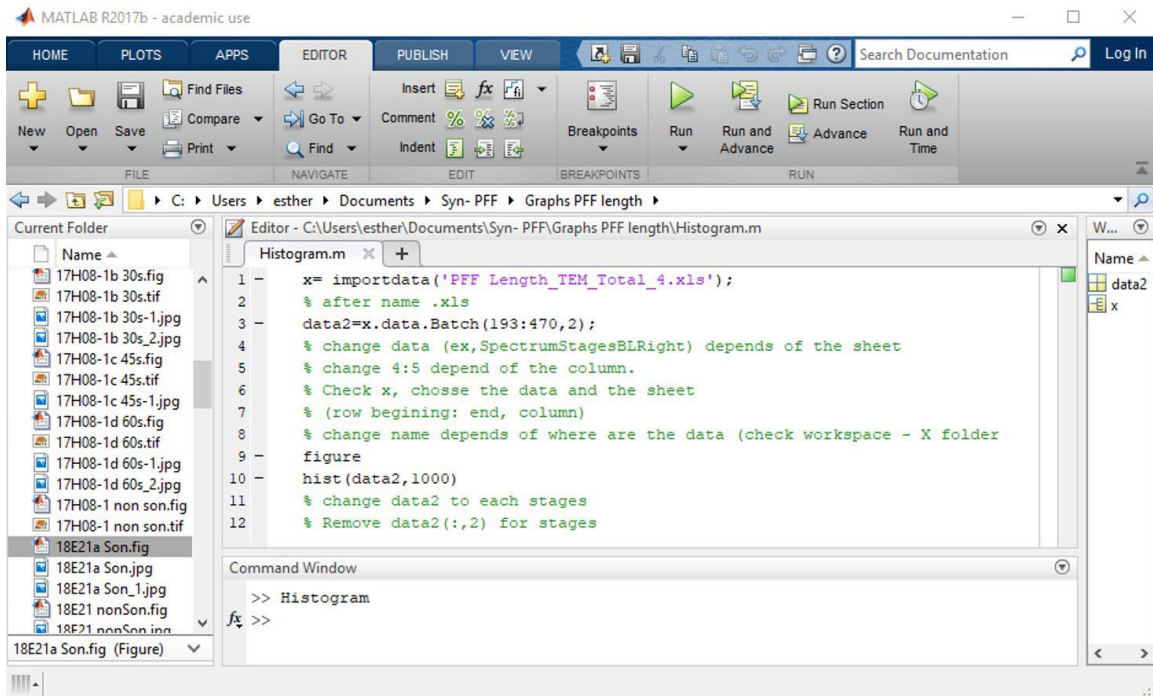 MATLAB R2017b - academic use
HOME PLOTS APPS EDITOR PUBLISH VIEW Search Documentation Log In
New Open Save Find Files Compare Print
Go To Find
Insert fx
Comment %
Indent
Breakpoints
Run Run and Advance Run Section Advance Run and Time
FILE NAVIGATE EDIT BREAKPOINTS RUN
C: Users esther Documents Syn- PFF Graphs PFF length
Current Folder
Name
17H08-1b 30s.fig
17H08-1b 30s.tif
17H08-1b 30s-1.jpg
17H08-1b 30s_2.jpg
17H08-1c 45s.fig
17H08-1c 45s.tif
17H08-1c 45s-1.jpg
17H08-1d 60s.fig
17H08-1d 60s.tif
17H08-1d 60s-1.jpg
17H08-1d 60s_2.jpg
17H08-1 non son.fig
17H08-1 non son.tif
18E21a Son.fig
18E21a Son.jpg
18E21a Son_1.jpg
18E21 nonSon.fig
18E21 nonSon.jpg
18E21a Son.fig (Figure)
Editor - C:\Users\esther\Documents\Syn- PFF\Graphs PFF length\Histogram.m
Histogram.m +
1 - x= importdata('PFF Length_TEM_Total_4.xls');
2 % after name .xls
3 - data2=x.data.Batch(193:470,2);
4 % change data (ex,SpectrumStagesBLRight) depends of the sheet
5 % change 4:5 depend of the column.
6 % Check x, chosse the data and the sheet
7 % (row begining: end, column)
8 % change name depends of where are the data (check workspace - X folder
9 - figure
10 - hist(data2,1000)
11 % change data2 to each stages
12 % Remove data2(:,2) for stages
Command Window
>> Histogram
fx >>
W...
Name
data2
x